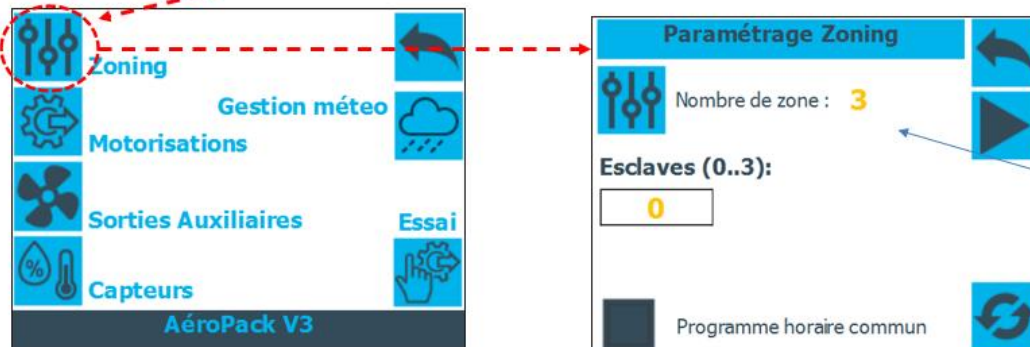 Zoning
Gestion méteo
Motorisations
Sorties Auxiliaires
Essai
%
Capteurs
AéroPack V3
Paramétrage Zoning
Nombre de zone : 3
Esclaves (0..3):
0
Programme horaire commun